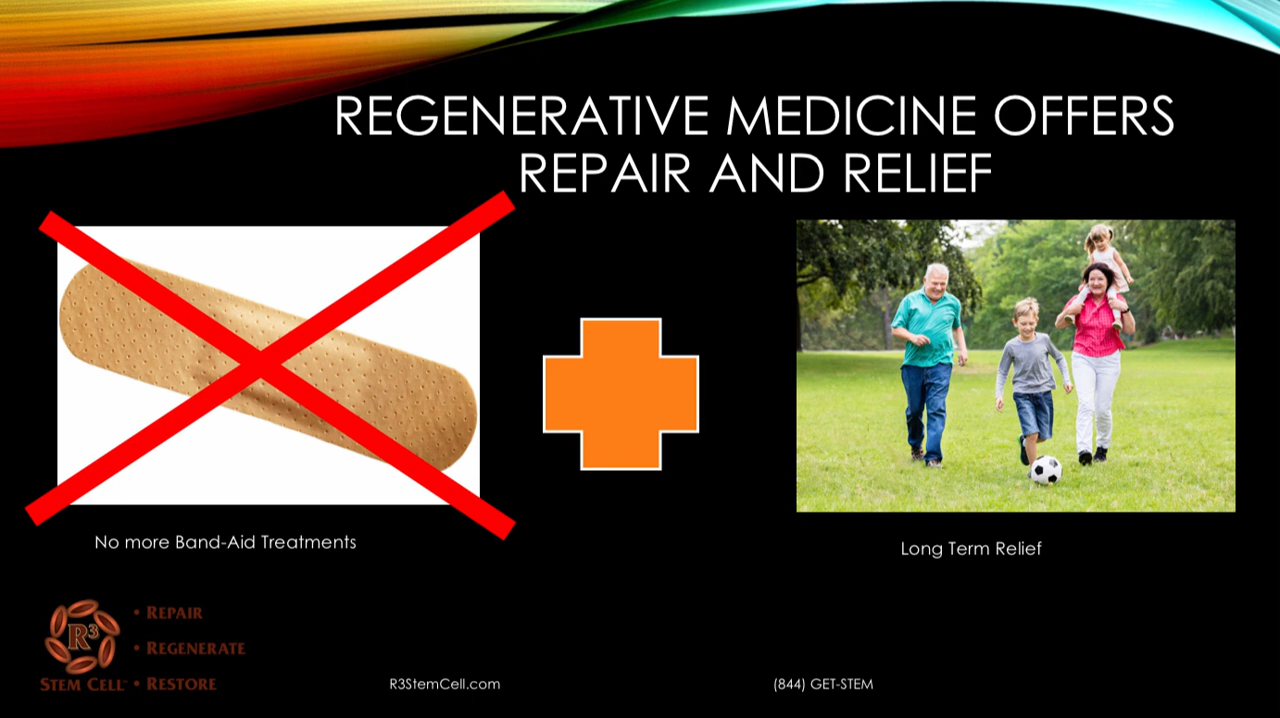 REGENERATIVE MEDICINE OFFERS
REPAIR AND RELIEF
No more Band-Aid Treatments
Long Term Relief
R³
• REPAIR
• REGENERATE
STEM CELL • RESTORE
R3StemCell.com
(844) GET-STEM